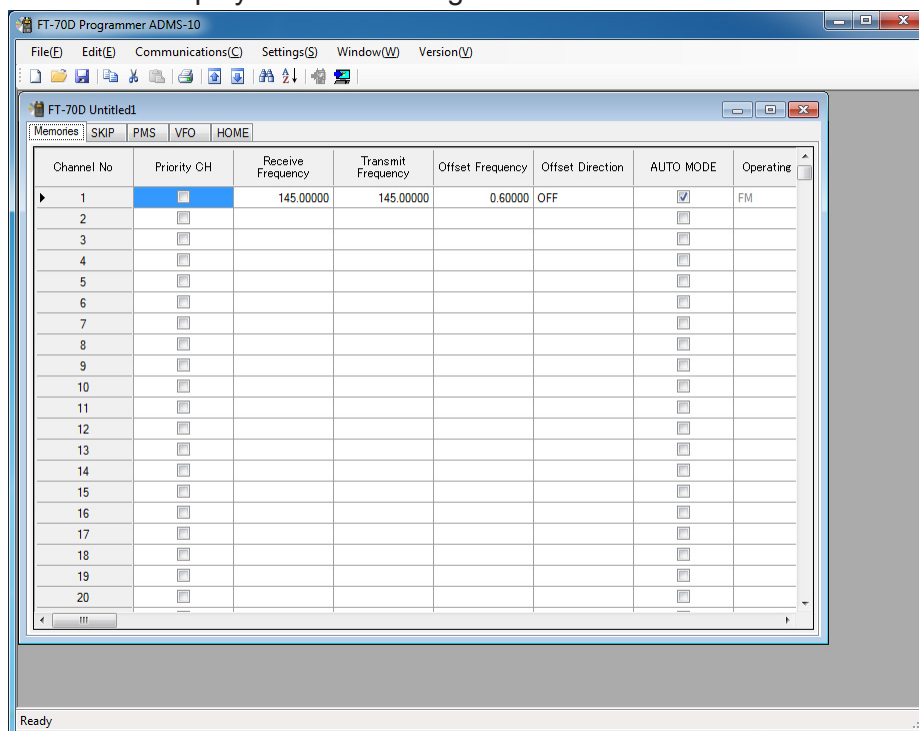 FT-70D Programmer ADMS-10
File(F) Edit(E) Communications(C) Settings(S) Window(W) Version(V)
FT-70D Untitled1
Memories SKIP PMS VFO HOME
Channel No Priority CH Receive Frequency Transmit Frequency Offset Frequency Offset Direction AUTO MODE Operating
1 145.00000 145.00000 0.60000 OFF FM
2
3
4
5
6
7
8
9
10
11
12
13
14
15
16
17
18
19
20
Ready